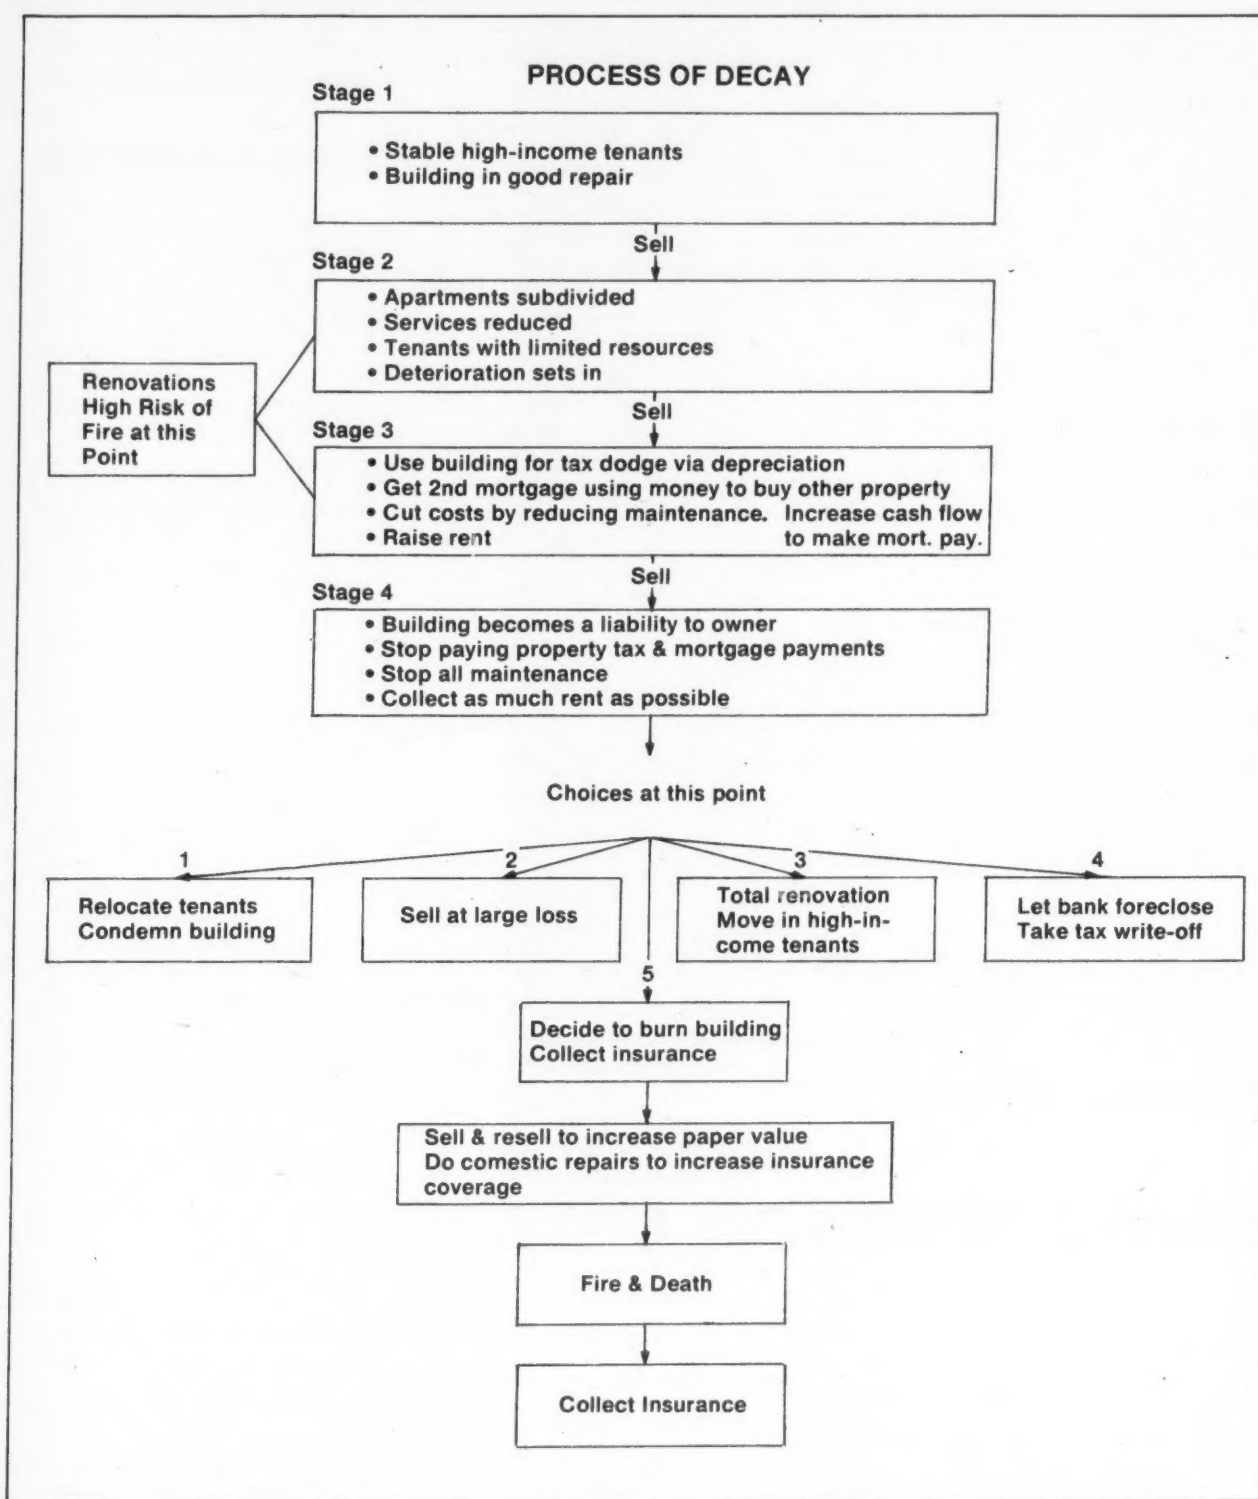 PROCESS OF DECAY
Stage 1
• Stable high-income tenants
• Building in good repair
Sell
Stage 2
• Apartments subdivided
• Services reduced
• Tenants with limited resources
• Deterioration sets in
Renovations
High Risk of
Fire at this
Point
Sell
Stage 3
• Use building for tax dodge via depreciation
• Get 2nd mortgage using money to buy other property
• Cut costs by reducing maintenance. Increase cash flow
• Raise rent to make mort. pay.
Sell
Stage 4
• Building becomes a liability to owner
• Stop paying property tax & mortgage payments
• Stop all maintenance
• Collect as much rent as possible
Choices at this point
1
Relocate tenants
Condemn building
2
Sell at large loss
3
Total renovation
Move in high-in-
come tenants
4
Let bank foreclose
Take tax write-off
5
Decide to burn building
Collect insurance
Sell & resell to increase paper value
Do comestic repairs to increase insurance
coverage
Fire & Death
Collect Insurance